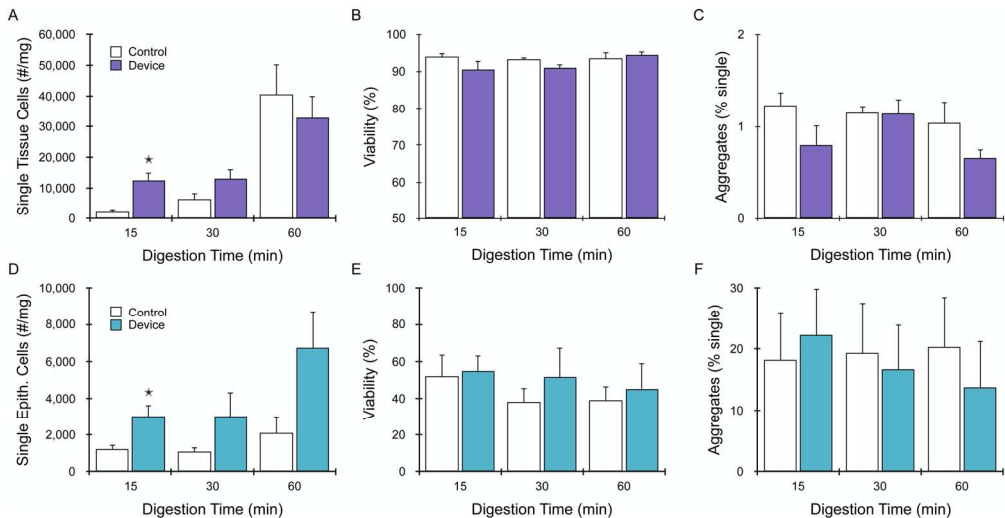 A
Single Tissue Cells (#/mg)
60,000
50,000
40,000
30,000
20,000
10,000
0
Control
Device
★
15 30 60
Digestion Time (min)
B
Viability (%)
100
90
80
70
60
50
15 30 60
Digestion Time (min)
C
Aggregates (% single)
2
1
0
15 30 60
Digestion Time (min)
D
Single Epith. Cells (#/mg)
10,000
8,000
6,000
4,000
2,000
0
Control
Device
★
15 30 60
Digestion Time (min)
E
Viability (%)
100
80
60
40
20
0
15 30 60
Digestion Time (min)
F
Aggregates (% single)
30
20
10
0
15 30 60
Digestion Time (min)